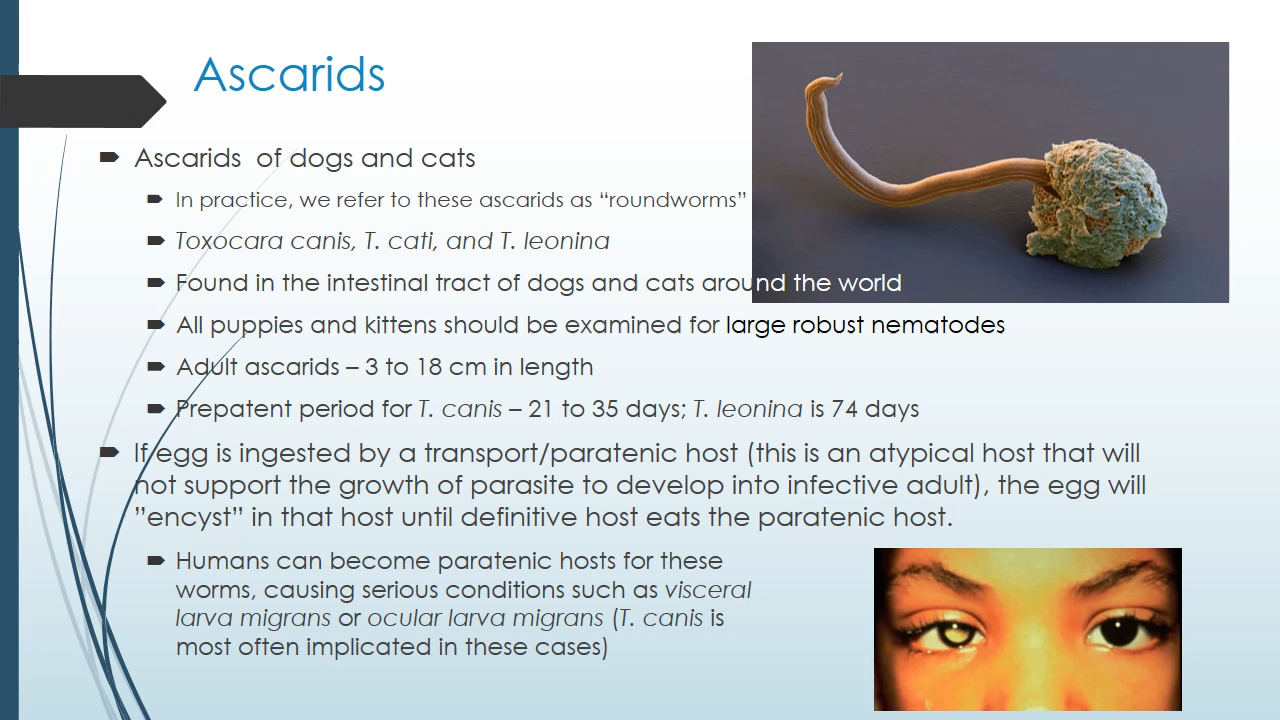 Ascarids
Ascarids  of dogs and cats
In practice, we refer to these ascarids as “roundworms”
Toxocara canis, T. cati, and T. leonina
Found in the intestinal tract of dogs and cats around the world
All puppies and kittens should be examined for large robust nematodes
Adult ascarids – 3 to 18 cm in length
Prepatent period for T. canis – 21 to 35 days; T. leonina is 74 days
If egg is ingested by a transport/paratenic host (this is an atypical host that will
not support the growth of parasite to develop into infective adult), the egg will
”encyst” in that host until definitive host eats the paratenic host.
Humans can become paratenic hosts for these
worms, causing serious conditions such as visceral
larva migrans or ocular larva migrans (T. canis is
most often implicated in these cases)